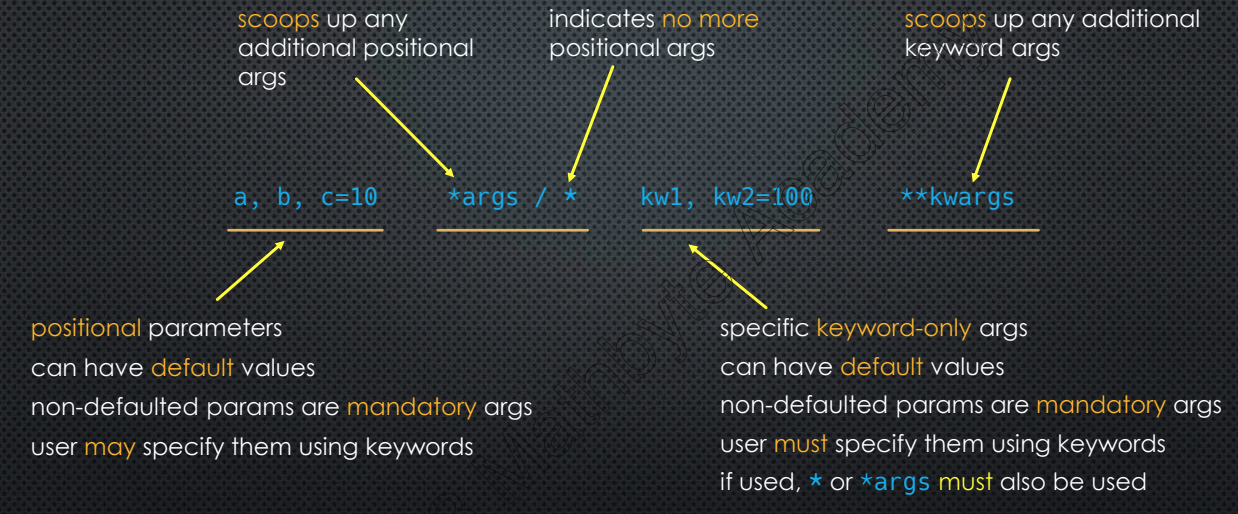 scoops up any
additional positional
args
indicates no more
positional args
scoops up any additional
keyword args
a, b, c=10
*args / *
kw1, kw2=100
**kwargs
positional parameters
can have default values
non-defaulted params are mandatory args
user may specify them using keywords
specific keyword-only args
can have default values
non-defaulted params are mandatory args
user must specify them using keywords
if used, * or *args must also be used